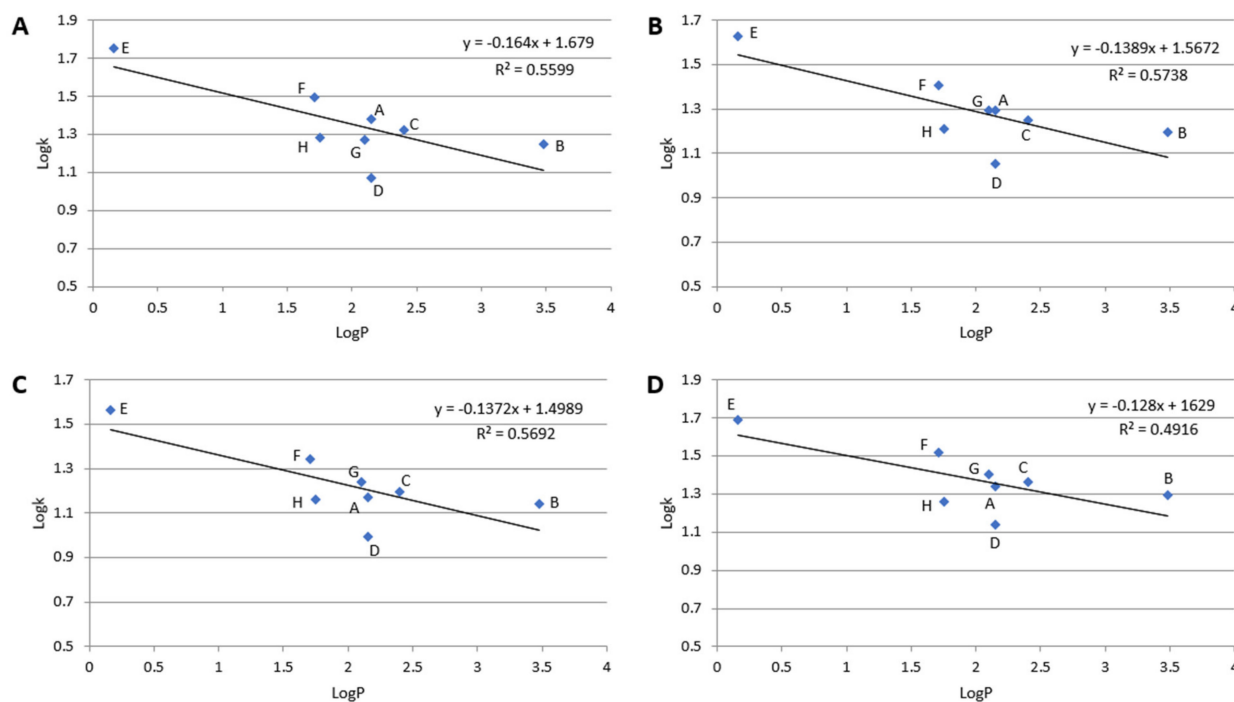 A
1.9
1.7
1.5
1.3
1.1
0.9
0.7
0.5
Logk
y = -0.164x + 1.679
R² = 0.5599
E
F
A
C
H
G
B
D
0 0.5 1 1.5 2 2.5 3 3.5 4
LogP
B
1.7
1.5
1.3
1.1
0.9
0.7
0.5
Logk
y = -0.1389x + 1.5672
R² = 0.5738
E
F
G A
H
C
B
D
0 0.5 1 1.5 2 2.5 3 3.5 4
LogP
C
1.7
1.5
1.3
1.1
0.9
0.7
0.5
Logk
y = -0.1372x + 1.4989
R² = 0.5692
E
F
G
C
H
A
B
D
0 0.5 1 1.5 2 2.5 3 3.5 4
LogP
D
1.9
1.7
1.5
1.3
1.1
0.9
0.7
0.5
Logk
y = -0.128x + 1629
R² = 0.4916
E
F
G
C
H
A
B
D
0 0.5 1 1.5 2 2.5 3 3.5 4
LogP